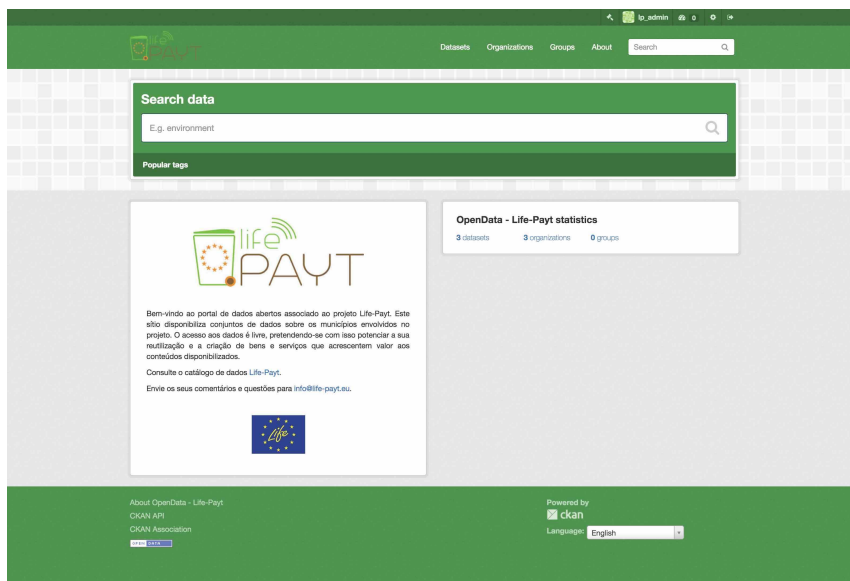 lp_admin 0
life
PAYT
Datasets Organizations Groups About Search
Search data
E.g. environment
Popular tags
life
PAYT
OpenData - Life-Payt statistics
3 datasets 3 organizations 0 groups
Bem-vindo ao portal de dados abertos associado ao projeto Life-Payt. Este
sítio disponibiliza conjuntos de dados sobre os municípios envolvidos no
projeto. O acesso aos dados é livre, pretendendo-se com isso potenciar a sua
reutilização e a criação de bens e serviços que acrescentem valor aos
conteúdos disponibilizados.
Consulte o catálogo de dados Life-Payt.
Envie os seus comentários e questões para info@life-payt.eu.
Life
About OpenData - Life-Payt
CKAN API
CKAN Association
OPEN DATA
Powered by
ckan
Language: English